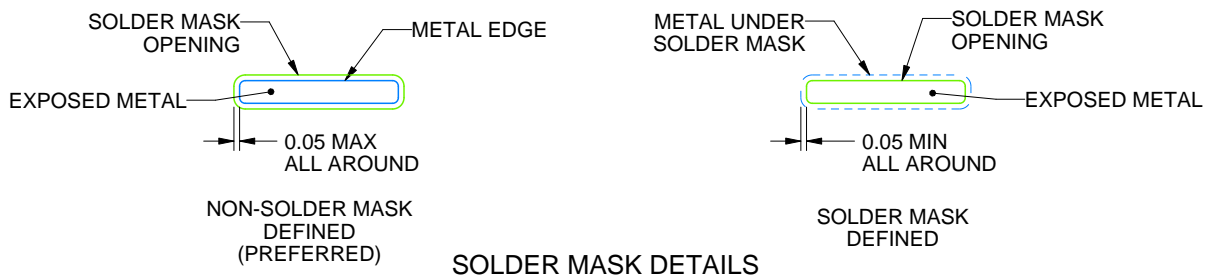 SOLDER MASK
OPENING
METAL EDGE
EXPOSED METAL
0.05 MAX
ALL AROUND
NON-SOLDER MASK
DEFINED
(PREFERRED)
METAL UNDER
SOLDER MASK
SOLDER MASK
OPENING
EXPOSED METAL
0.05 MIN
ALL AROUND
SOLDER MASK
DEFINED
SOLDER MASK DETAILS